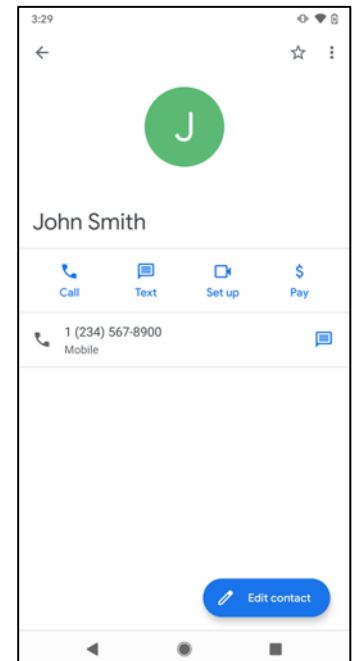 3:29
J
John Smith
Call Text Set up Pay
1 (234) 567-8900
Mobile
Edit contact